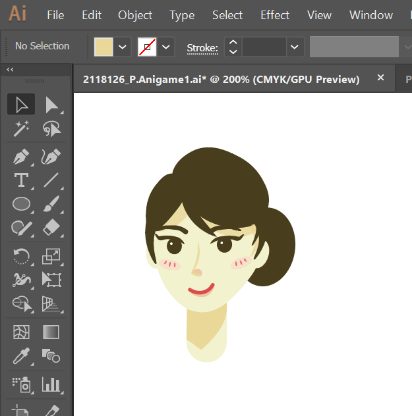 Ai File Edit Object Type Select Effect View Window
No Selection Stroke:
2118126_P.Anigame1.ai* @ 200% (CMYK/GPU Preview) × P